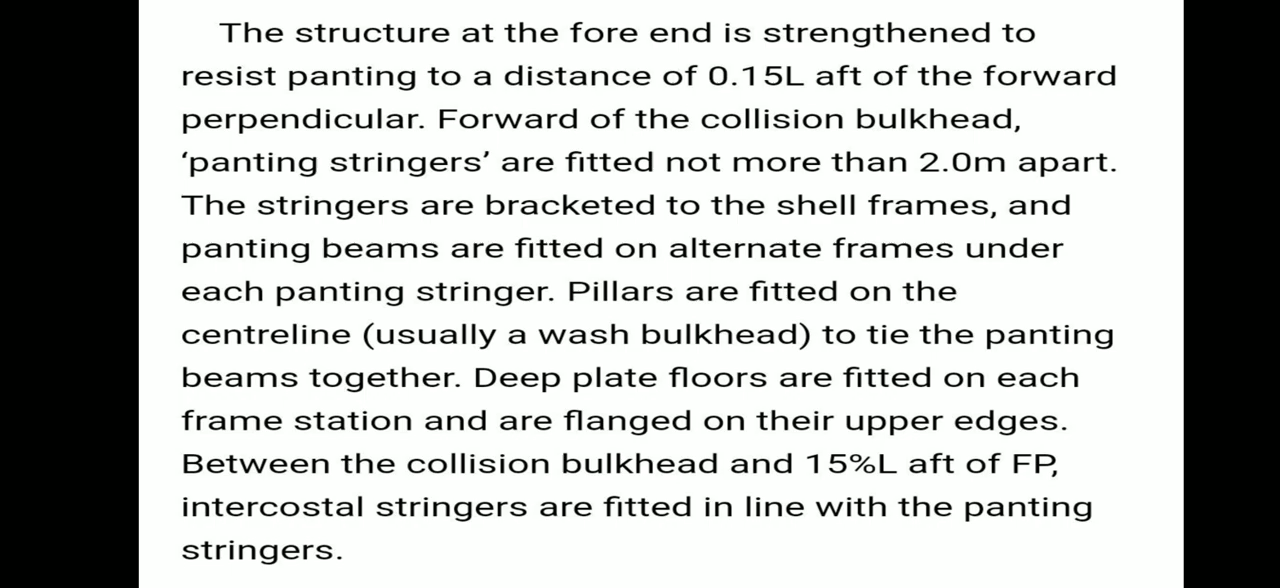 The structure at the fore end is strengthened to
resist panting to a distance of 0.15L aft of the forward
perpendicular. Forward of the collision bulkhead,
‘panting stringers’ are fitted not more than 2.0m apart.
The stringers are bracketed to the shell frames, and
panting beams are fitted on alternate frames under
each panting stringer. Pillars are fitted on the
centreline (usually a wash bulkhead) to tie the panting
beams together. Deep plate floors are fitted on each
frame station and are flanged on their upper edges.
Between the collision bulkhead and 15%L aft of FP,
intercostal stringers are fitted in line with the panting
stringers.